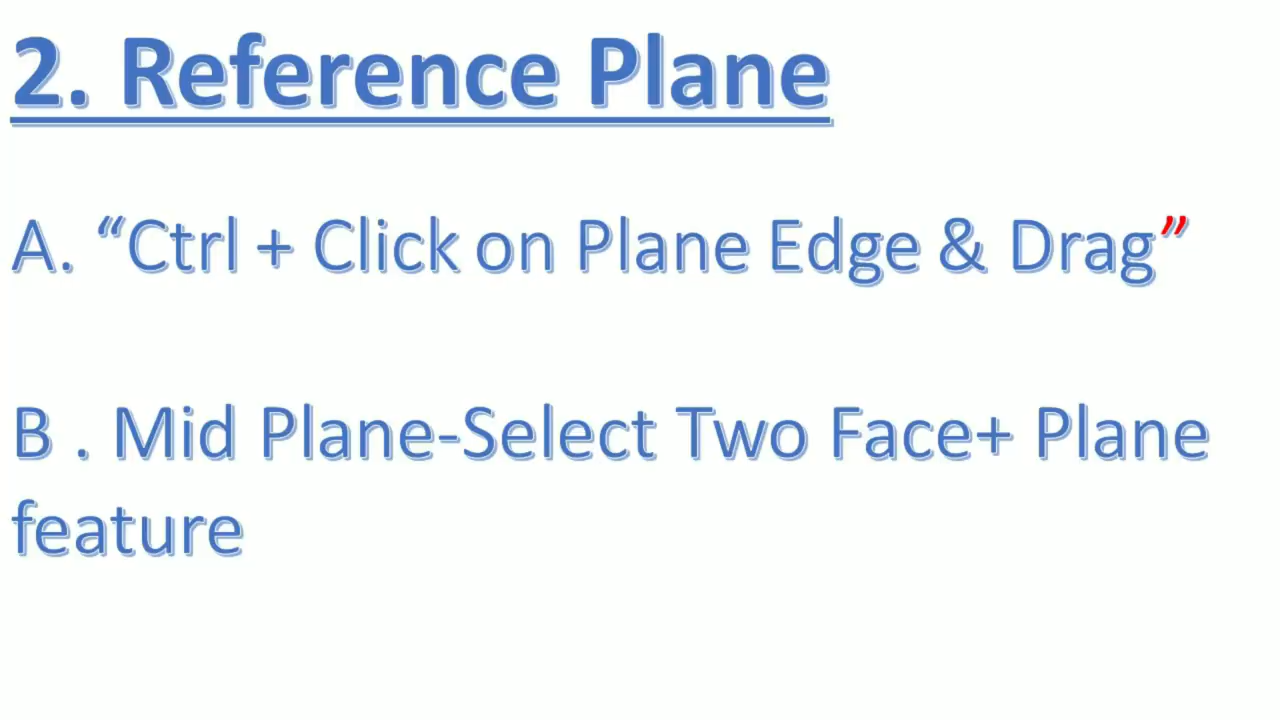 2. Reference Plane
A. “Ctrl + Click on Plane Edge & Drag”
B . Mid Plane-Select Two Face+ Plane
feature